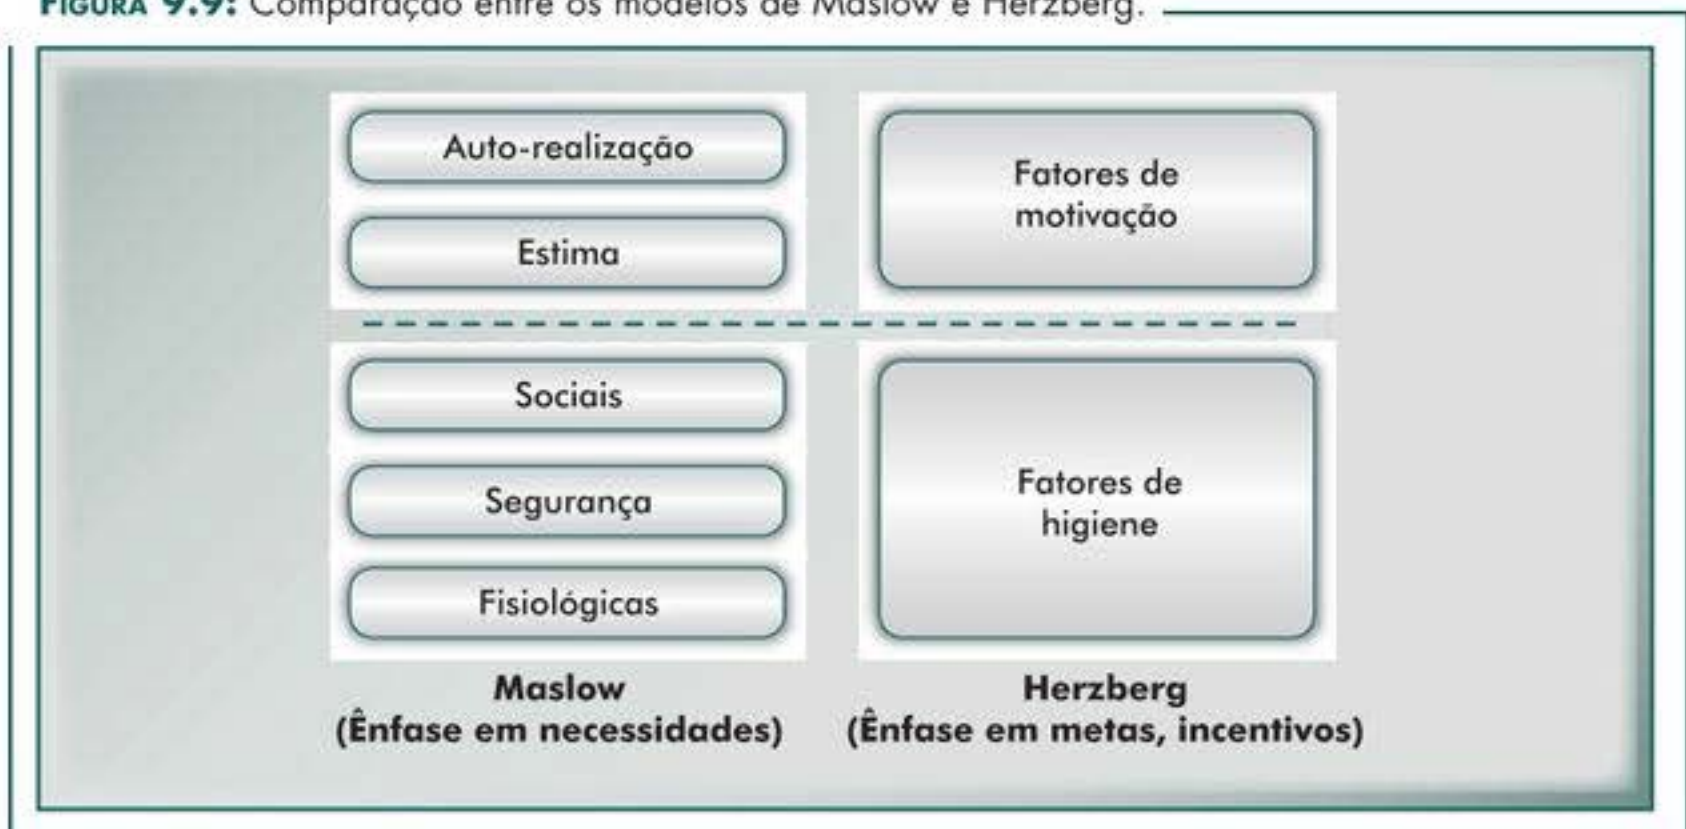 FIGURA 9.9: Comparação entre os modelos de Maslow e Herzberg.
Auto-realização
Estima
Sociais
Segurança
Fisiológicas
Maslow
(Ênfase em necessidades)
Fatores de
motivação
Fatores de
higiene
Herzberg
(Ênfase em metas, incentivos)